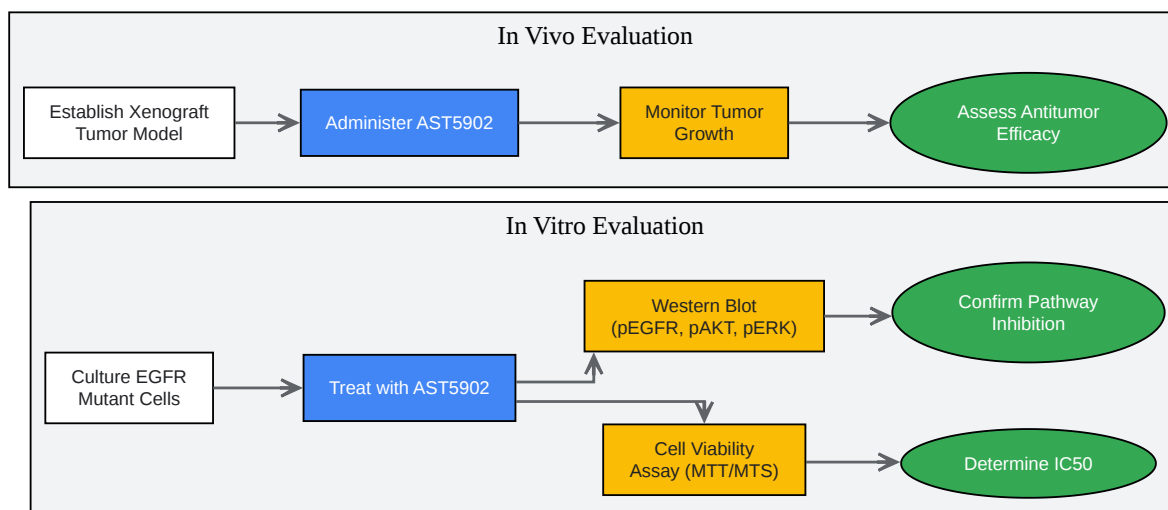 In Vivo Evaluation
Establish Xenograft
Tumor Model
Administer AST5902
Monitor Tumor
Growth
Assess Antitumor
Efficacy
In Vitro Evaluation
Culture EGFR
Mutant Cells
Treat with AST5902
Western Blot
(pEGFR, pAKT, pERK)
Confirm Pathway
Inhibition
Cell Viability
Assay (MTT/MTS)
Determine IC50